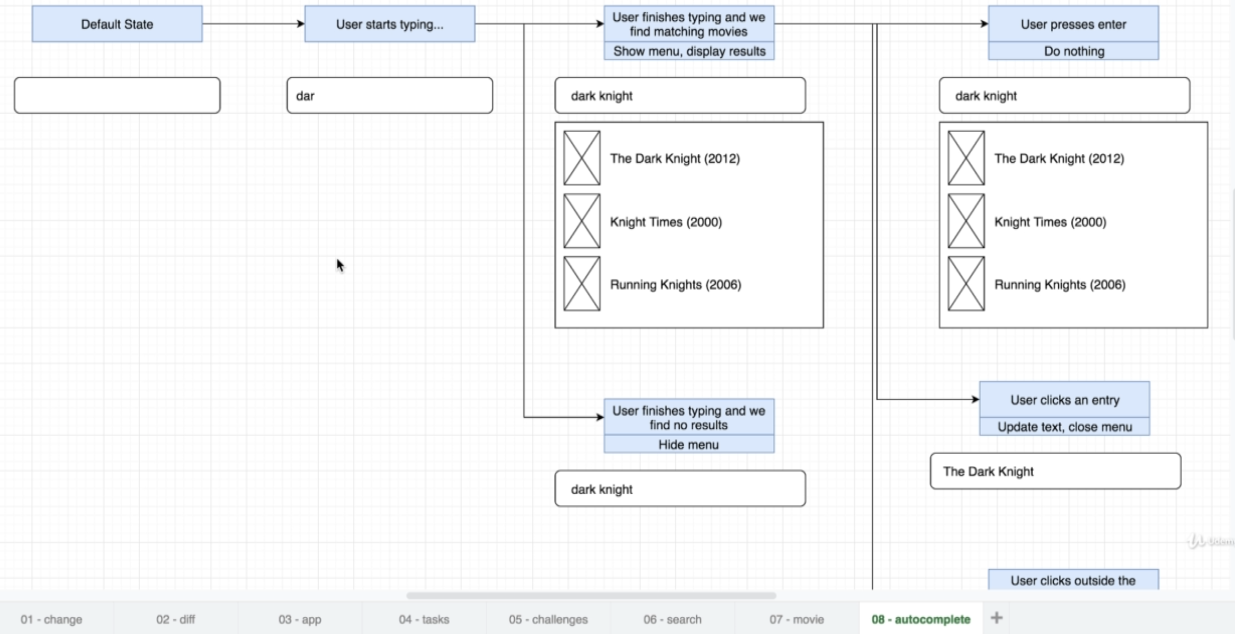 Default State
User starts typing...
User finishes typing and we
find matching movies
Show menu, display results
User presses enter
Do nothing
dar
dark knight
The Dark Knight (2012)
Knight Times (2000)
Running Knights (2006)
dark knight
The Dark Knight (2012)
Knight Times (2000)
Running Knights (2006)
User finishes typing and we
find no results
Hide menu
dark knight
User clicks an entry
Update text, close menu
The Dark Knight
User clicks outside the
01 - change
02 - diff
03 - app
04 - tasks
05 - challenges
06 - search
07 - movie
08 - autocomplete